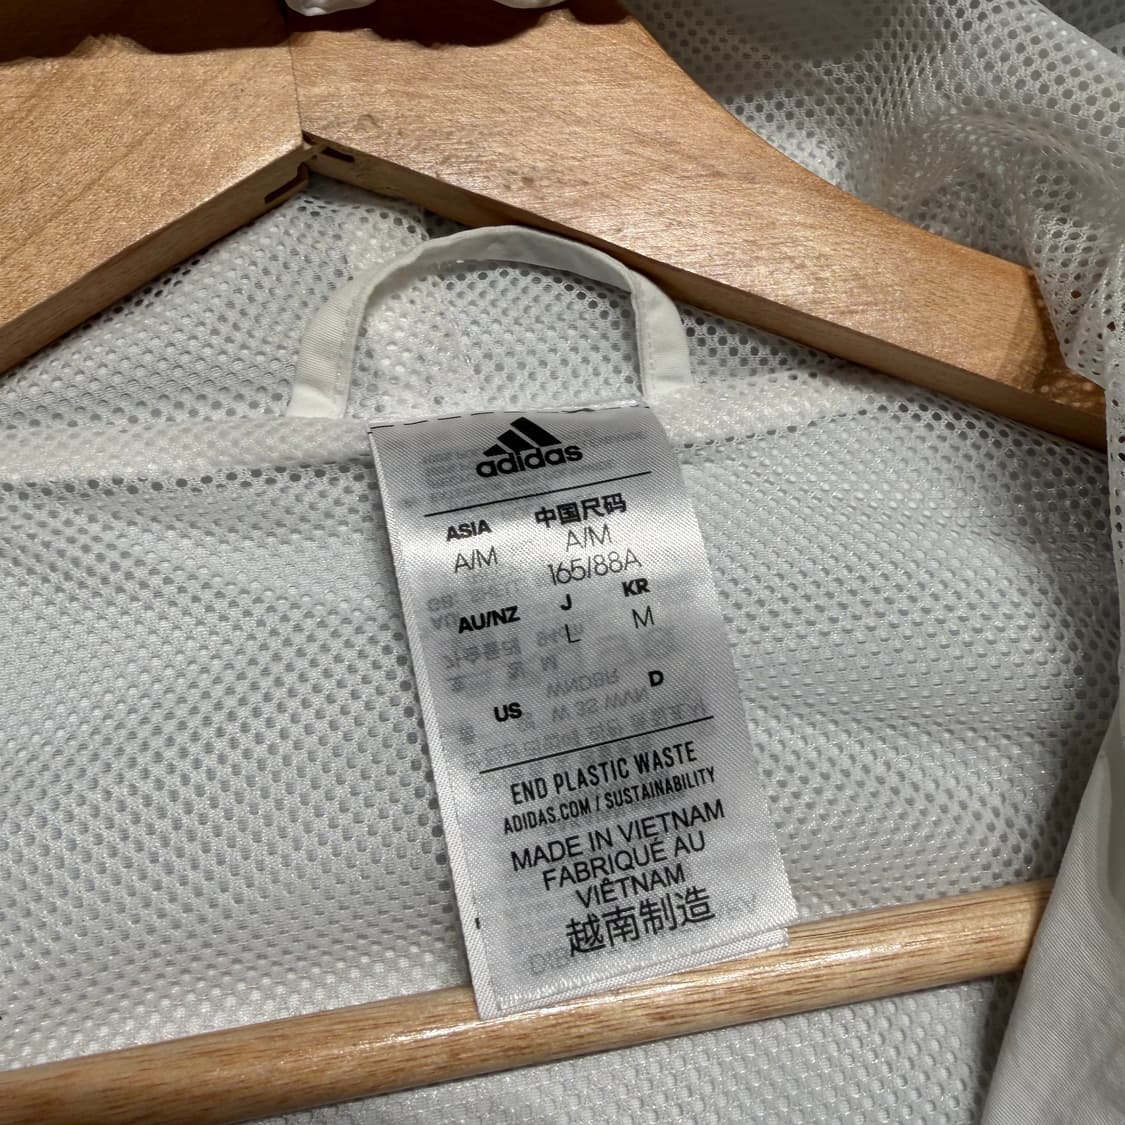 adidas
ASIA 中国尺码
A/M A/M
165/88A
AU/NZ J KR
L M
US D
END PLASTIC WASTE
ADIDAS.COM / SUSTAINABILITY
MADE IN VIETNAM
FABRIQUÉ AU
VIÊTNAM
越南制造